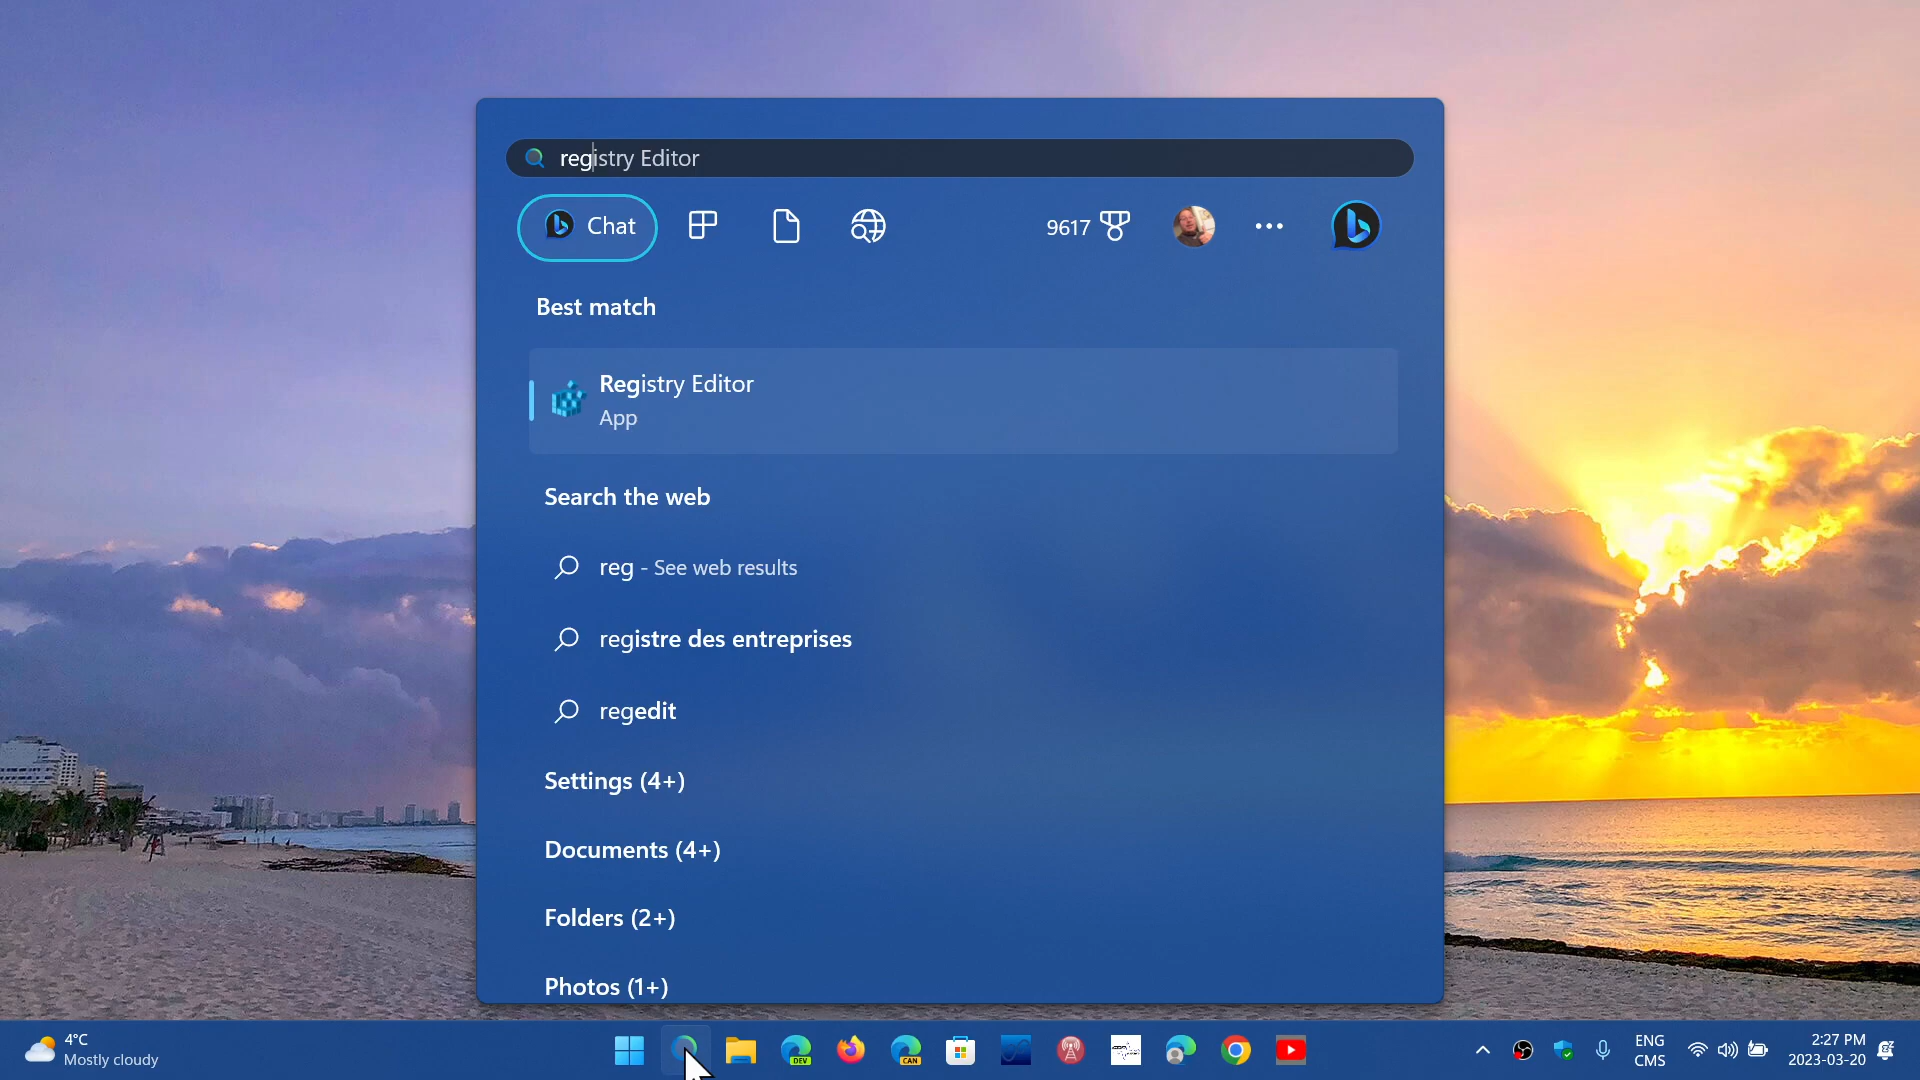 registry Editor
Chat
9617
Best match
Registry Editor
App
Search the web
reg - See web results
registre des entreprises
regedit
Settings (4+)
Documents (4+)
Folders (2+)
Photos (1+)
4°C
Mostly cloudy
DEV
CAN
ENG
CMS
2:27 PM
2023-03-20